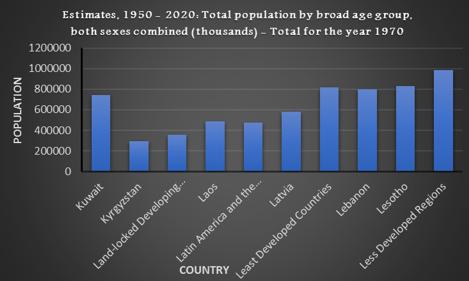 Estimates, 1950 – 2020: Total population by broad age group,
both sexes combined (thousands) – Total for the year 1970
1200000
1000000
800000
600000
400000
200000
0
POPULATION
Kuwait
Kyrgyzstan
Land-locked Developing...
Laos
Latin America and the...
Latvia
Least Developed Countries
Lebanon
Lesotho
Less Developed Regions
COUNTRY